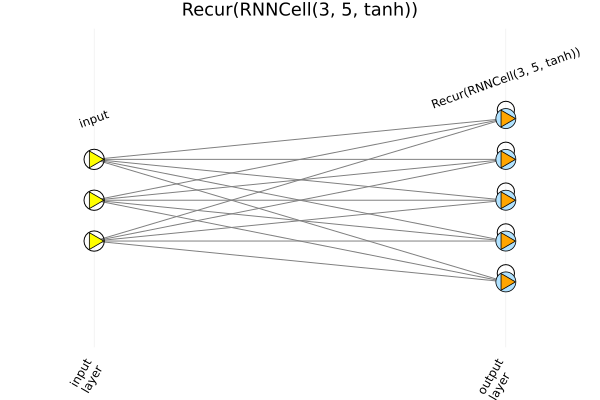 Recur(RNNCell(3, 5, tanh))
input
Recur(RNNCell(3, 5, tanh))
input
layer
output
layer